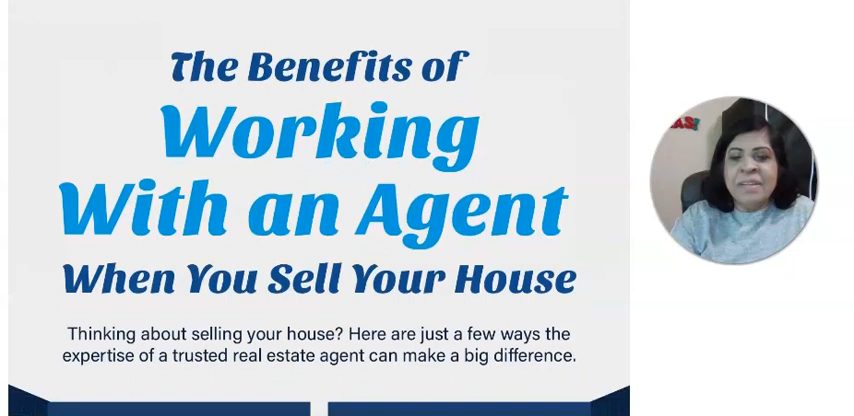 The Benefits of
Working
With an Agent
When You Sell Your House
Thinking about selling your house? Here are just a few ways the
expertise of a trusted real estate agent can make a big difference.